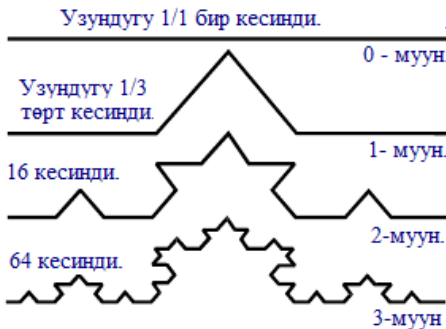 Узундугу 1/1 бир кесинди.
0 - муун.
Узундугу 1/3
төрт кесинди.
1- муун.
16 кесинди.
2-муун.
64 кесинди.
3-муун